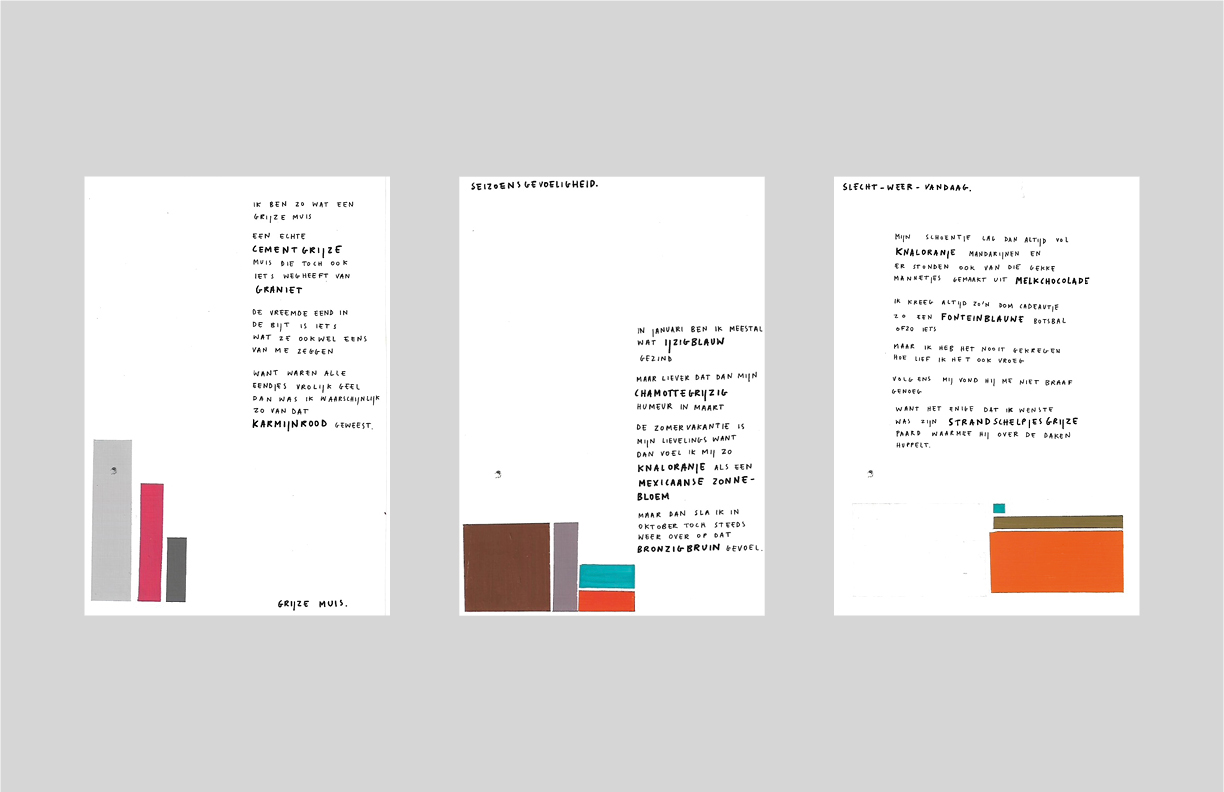 IK BEN ZO WAT EEN
GRIJZE MUIS
EEN ECHTE
CEMENTGRIJZE
MUIS DIE TOCH OOK
IETS WEGHEEFT VAN
GRANIET
DE VREEMDE EEND IN
DE BIJT IS IETS
WAT ZE OOK WEL EENS
VAN ME ZEGGEN
WANT WAREN ALLE
EENDJES VROLIJK GEEL
DAN WAS IK WAARSCHIJNLIJK
ZO VAN DAT
KARMIJNROOD GEWEEST.
GRIJZE MUIS.
SEIZOENSGEVOELIGHEID.
IN JANUARI BEN IK MEESTAL
WAT IJZIGBLAUW
GEZIND
MAAR LIEVER DAT DAN MIJN
CHAMOTTEGRIJZIG
HUMEUR IN MAART
DE ZOMERVAKANTIE IS
MIJN LIEVELINGS WANT
DAN VOEL IK MIJ ZO
KNALORANJE ALS EEN
MEXICAANSE ZONNE-
BLOEM
MAAR DAN SLA IK IN
OKTOBER TOCH STEEDS
WEER OVER OP DAT
BRONZIGBRUIN GEVOEL.
SLECHT-WEER-VANDAAG.
MIJN SCHOENTJE LAG DAN ALTIJD VOL
KNALORANJE MANDARIJNEN EN
ER STONDEN OOK VAN DIE GEKKE
MANNETJES GEMAAKT UIT MELKCHOCOLADE
IK KREEG ALTIJD ZO'N DOM CADEAUTJE
ZO EEN FONTEINBLAUWE BOTSBAL
OFZO IETS
MAAR IK HEB HET NOOIT GEKREGEN
HOE LIEF IK HET OOK VROEG
VOLGENS MIJ VOND HIJ ME NIET BRAAF
GENOEG
WANT HET ENIGE DAT IK WENSTE
WAS ZIJN STRANDSCHELPJESGRIJZE
PAARD WAARMEE HIJ OVER DE DAKEN
HUPPELT.